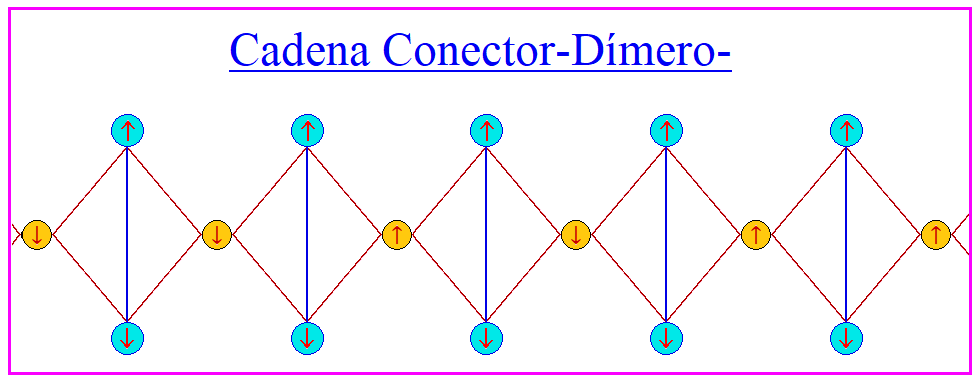 Cadena Conector-Dímero-
↑ ↑ ↑ ↑ ↑
↓ ↓ ↑ ↓ ↑ ↑
↓ ↓ ↓ ↓ ↓